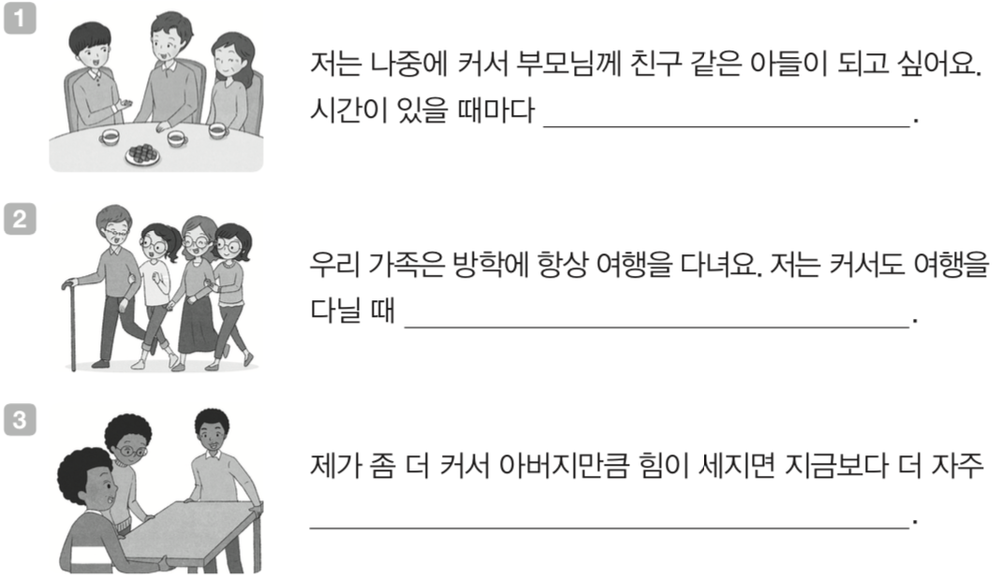 1
저는 나중에 커서 부모님께 친구 같은 아들이 되고 싶어요.
시간이 있을 때마다 ____________________.
2
우리 가족은 방학에 항상 여행을 다녀요. 저는 커서도 여행을
다닐 때 ____________________.
3
제가 좀 더 커서 아버지만큼 힘이 세지면 지금보다 더 자주
____________________.